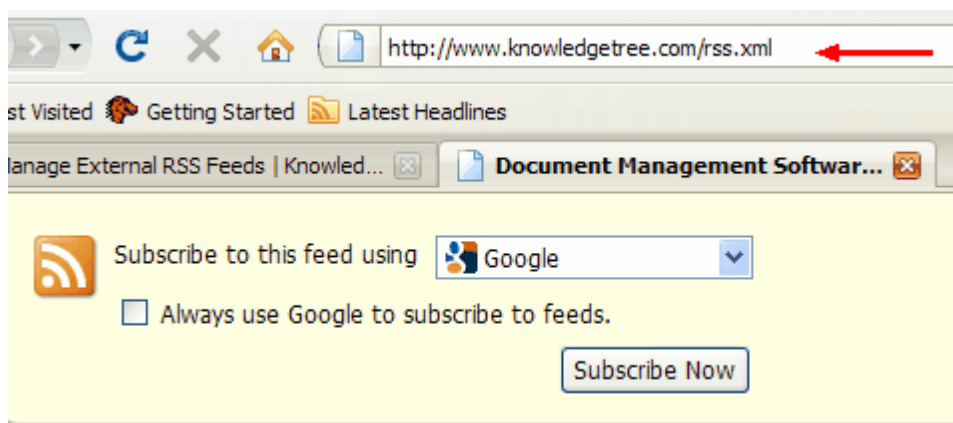 http://www.knowledgetree.com/rss.xml
st Visited Getting Started Latest Headlines
anage External RSS Feeds | Knowled... Document Management Softwar...
Subscribe to this feed using Google
Always use Google to subscribe to feeds.
Subscribe Now